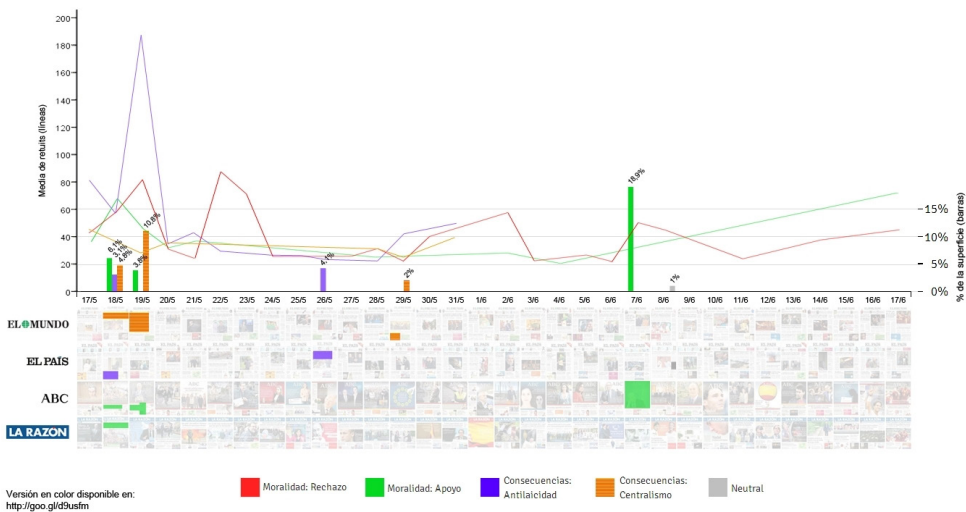 200
180
160
140
120
100
80
60
40
20
0
Media de retuits (líneas)
15%
10%
5%
0%
% de la superficie (barras)
6,1%
3,1%
4,8%
3,8%
10,8%
4,1%
2%
18,9%
1%
17/5 18/5 19/5 20/5 21/5 22/5 23/5 24/5 25/5 26/5 27/5 28/5 29/5 30/5 31/5 1/6 2/6 3/6 4/6 5/6 6/6 7/6 8/6 9/6 11/6 12/6 13/6 14/6 15/6 16/6 17/6
EL MUNDO
EL PAÍS
ABC
LA RAZON
Moralidad: Rechazo
Moralidad: Apoyo
Consecuencias:
Antilaicidad
Consecuencias:
Centralismo
Neutral
Versión en color disponible en:
http://goo.gl/d9usfm